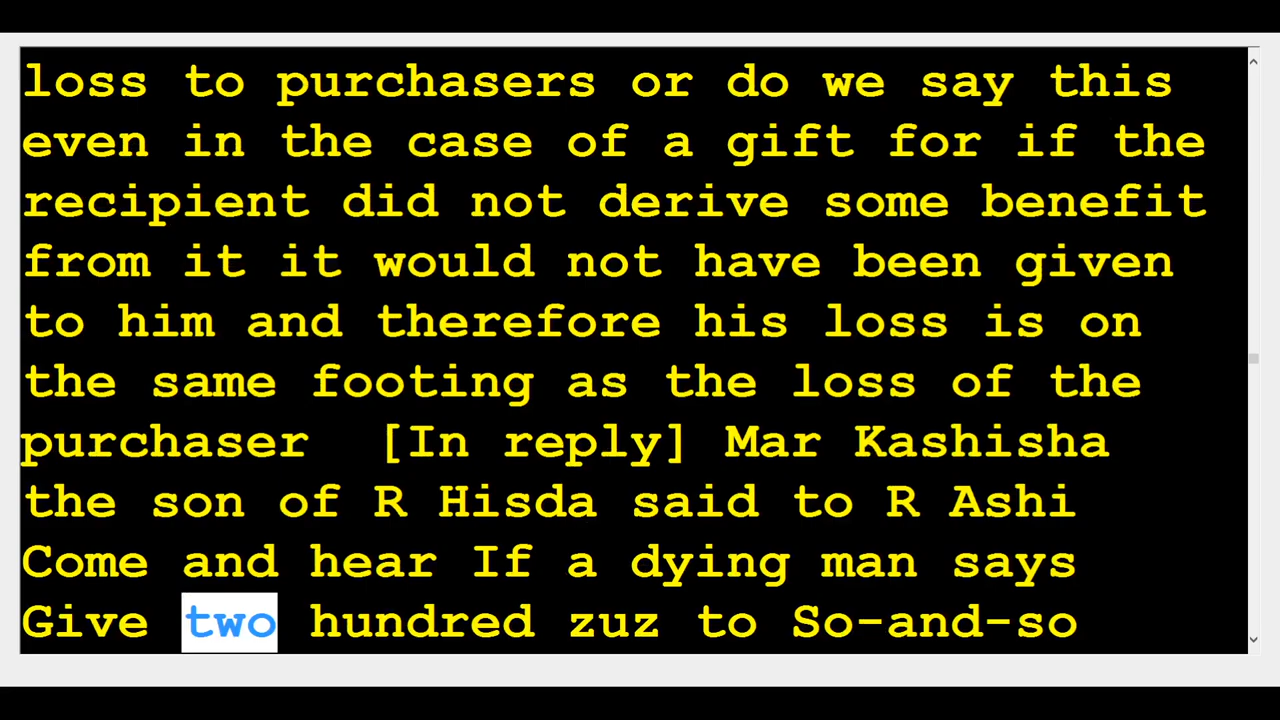 loss to purchasers or do we say this
even in the case of a gift for if the
recipient did not derive some benefit
from it it would not have been given
to him and therefore his loss is on
the same footing as the loss of the
purchaser  [In reply] Mar Kashisha
the son of R Hisda said to R Ashi
Come and hear If a dying man says
Give two hundred zuz to So-and-so